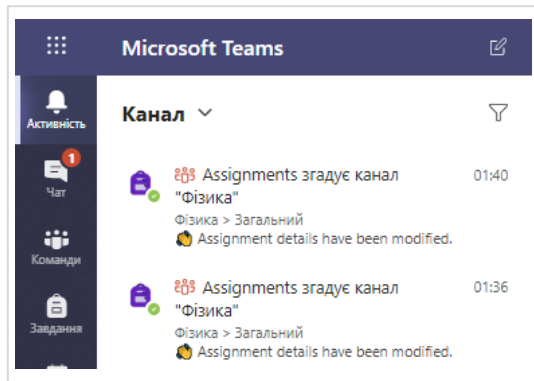 Microsoft Teams
Активність
Канал
1
Чат
Assignments згадує канал 01:40
"Фізика"
Фізика > Загальний
Assignment details have been modified.
Команди
Assignments згадує канал 01:36
"Фізика"
Фізика > Загальний
Assignment details have been modified.
Завдання